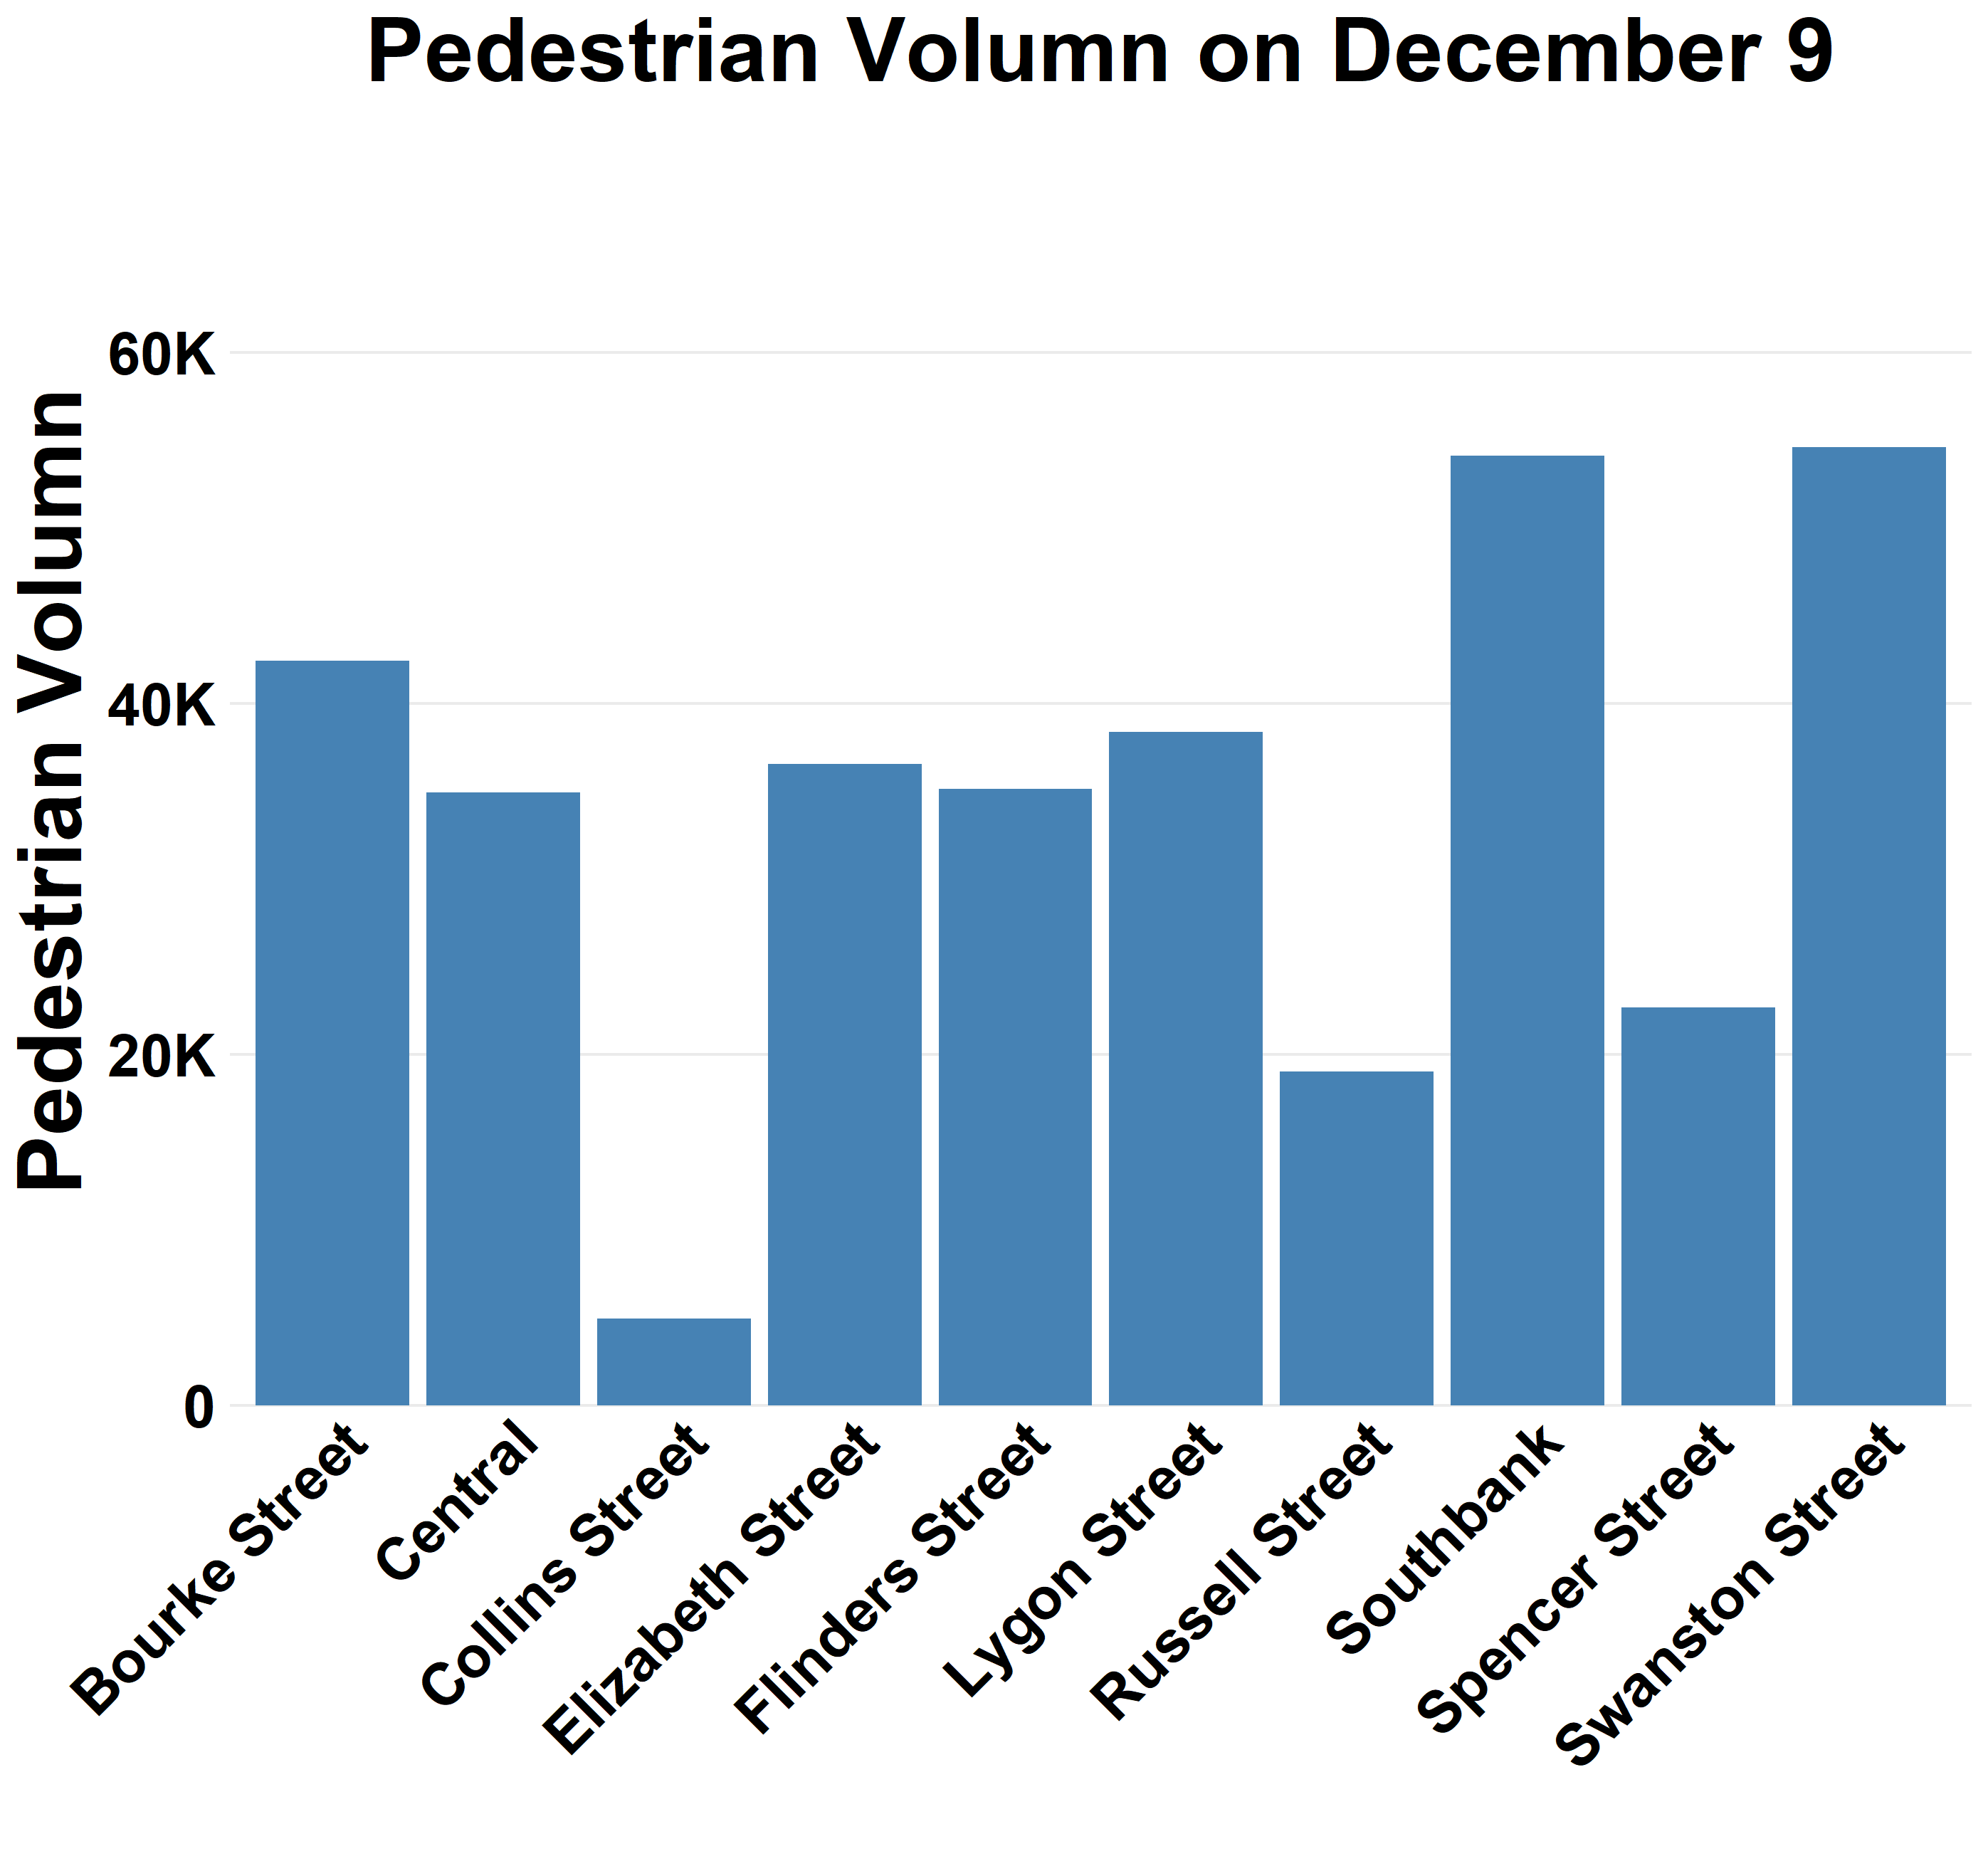 Pedestrian Volumn on December 9
Pedestrian Volumn
60K
40K
20K
0
Bourke Street
Central
Collins Street
Elizabeth Street
Flinders Street
Lygon Street
Russell Street
Southbank
Spencer Street
Swanston Street